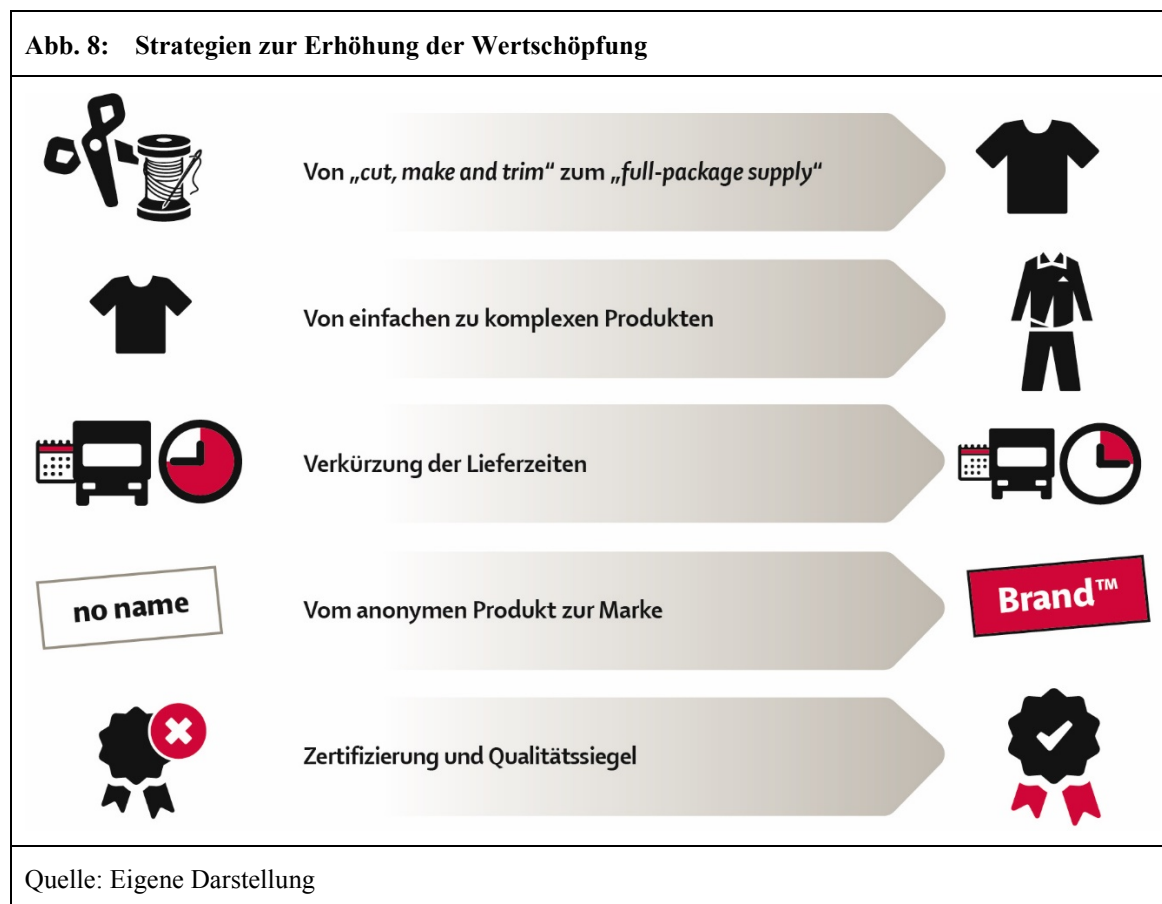 Abb. 8: Strategien zur Erhöhung der Wertschöpfung
Von „cut, make and trim“ zum „full-package supply“
Von einfachen zu komplexen Produkten
Verkürzung der Lieferzeiten
no name
Vom anonymen Produkt zur Marke
Brand™
Zertifizierung und Qualitätssiegel
Quelle: Eigene Darstellung